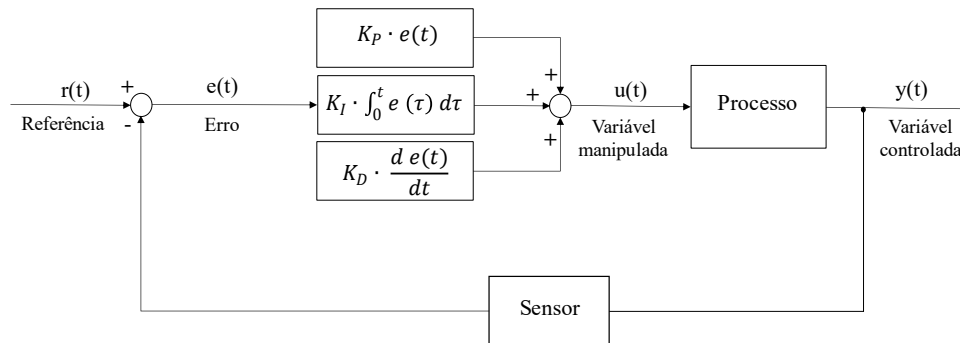 K_P · e(t)
r(t)
+
-
Referência
e(t)
Erro
K_I · ∫_0^t e (τ) dτ
K_D · d e(t)/dt
+
+
+
u(t)
Variável
manipulada
Processo
y(t)
Variável
controlada
Sensor